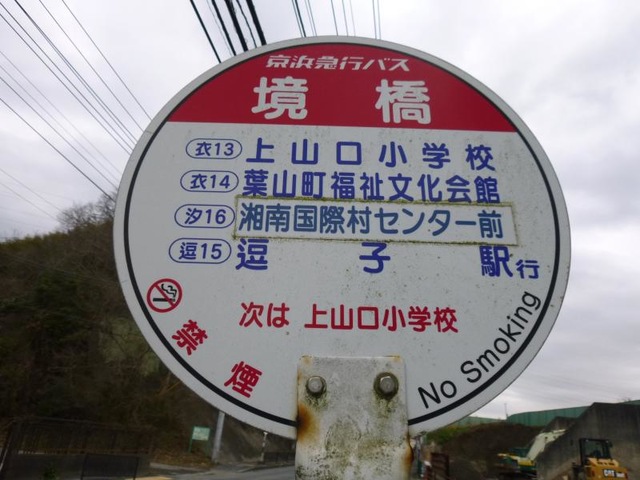 京浜急行バス
境橋
衣13 上山口小学校
衣14 葉山町福祉文化会館
汐16 湘南国際村センター前
逗15 逗子駅行
次は 上山口小学校
禁煙
No Smoking
CAT